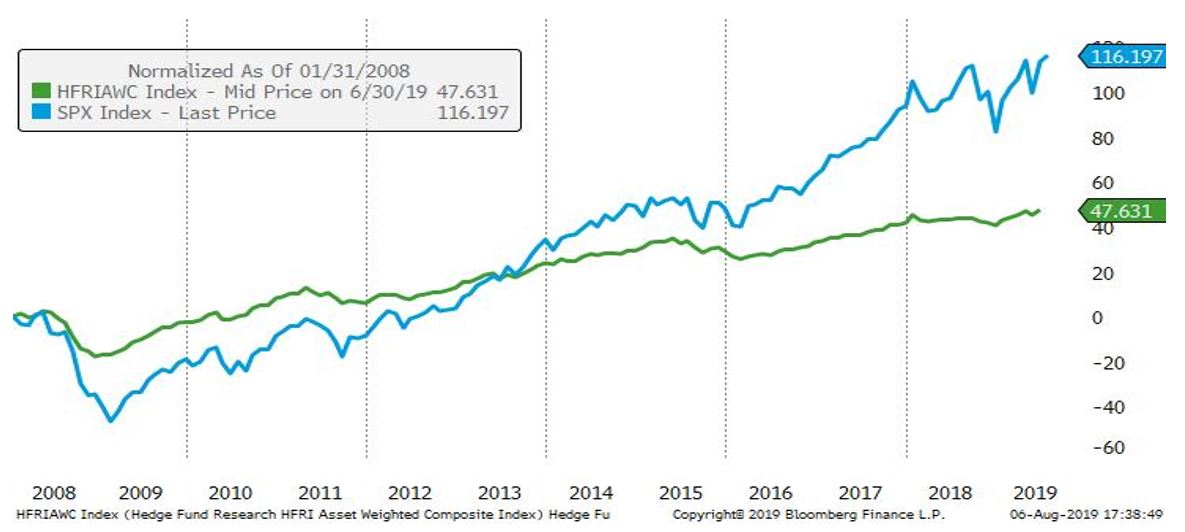 Normalized As Of 01/31/2008
HFRIAWC Index - Mid Price on 6/30/19 47.631
SPX Index - Last Price 116.197
120
116.197
100
80
60
47.631
40
20
0
-20
-40
-60
2008 2009 2010 2011 2012 2013 2014 2015 2016 2017 2018 2019
HFRIAWC Index (Hedge Fund Research HFRI Asset Weighted Composite Index) Hedge Fu Copyright© 2019 Bloomberg Finance L.P. 06-Aug-2019 17:38:49